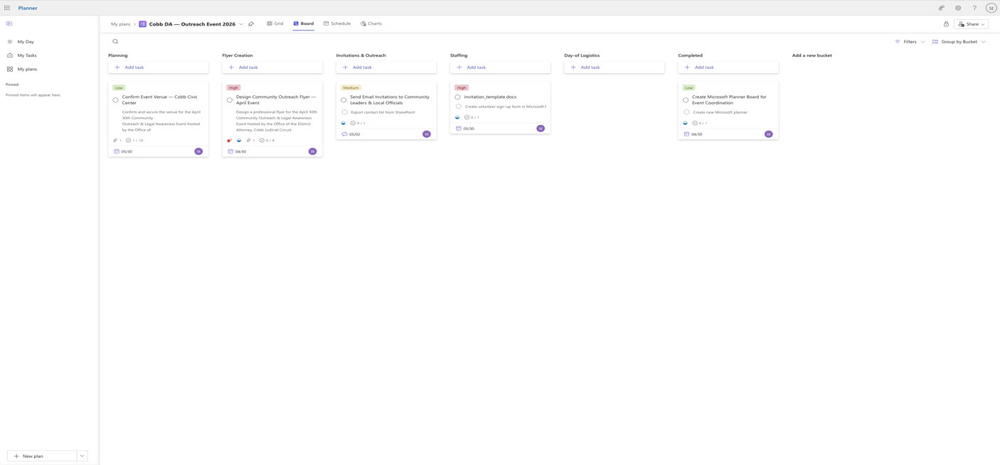 Planner
SE
My Day
My Tasks
My plans
Pinned
Pinned items will appear here.
New plan
My plans
Cobb DA — Outreach Event 2026
Grid
Board
Schedule
Charts
Share
Filters
Group by Bucket
Planning
Add task
Low
Confirm Event Venue — Cobb Civic
Center
Confirm and secure the venue for the April
30th Community
Outreach & Legal Awareness Event hosted
by the Office of
1
1 / 10
05/30
SE
Flyer Creation
Add task
High
Design Community Outreach Flyer —
April Event
Design a professional flyer for the April 30th
Community Outreach & Legal Awareness
Event hosted by the Office of the District
Attorney, Cobb Judicial Circuit.
1
0 / 8
04/30
SE
Invitations & Outreach
Add task
Medium
Send Email Invitations to Community
Leaders & Local Officials
Export contact list from SharePoint
0 / 1
05/02
SE
Staffing
Add task
High
invitation_template.docx
Create volunteer sign-up form in Microsoft F
0 / 1
05/30
SE
Day-of Logistics
Add task
Completed
Add task
Low
Create Microsoft Planner Board for
Event Coordination
Create new Microsoft planner
0 / 1
04/30
SE
Add a new bucket